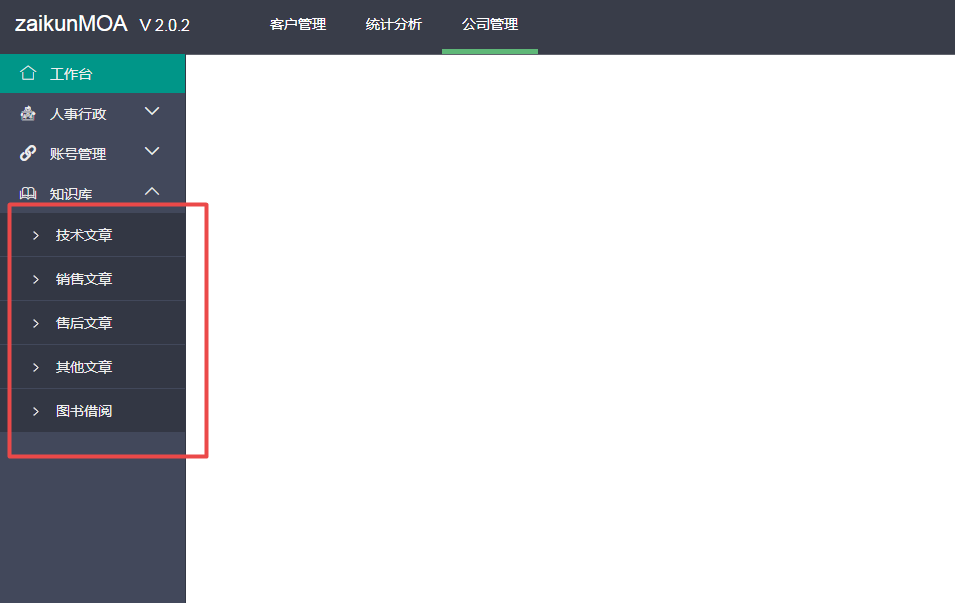 zaikunMOA V 2.0.2 客户管理 统计分析 公司管理
工作台
人事行政
账号管理
知识库
技术文章
销售文章
售后文章
其他文章
图书借阅